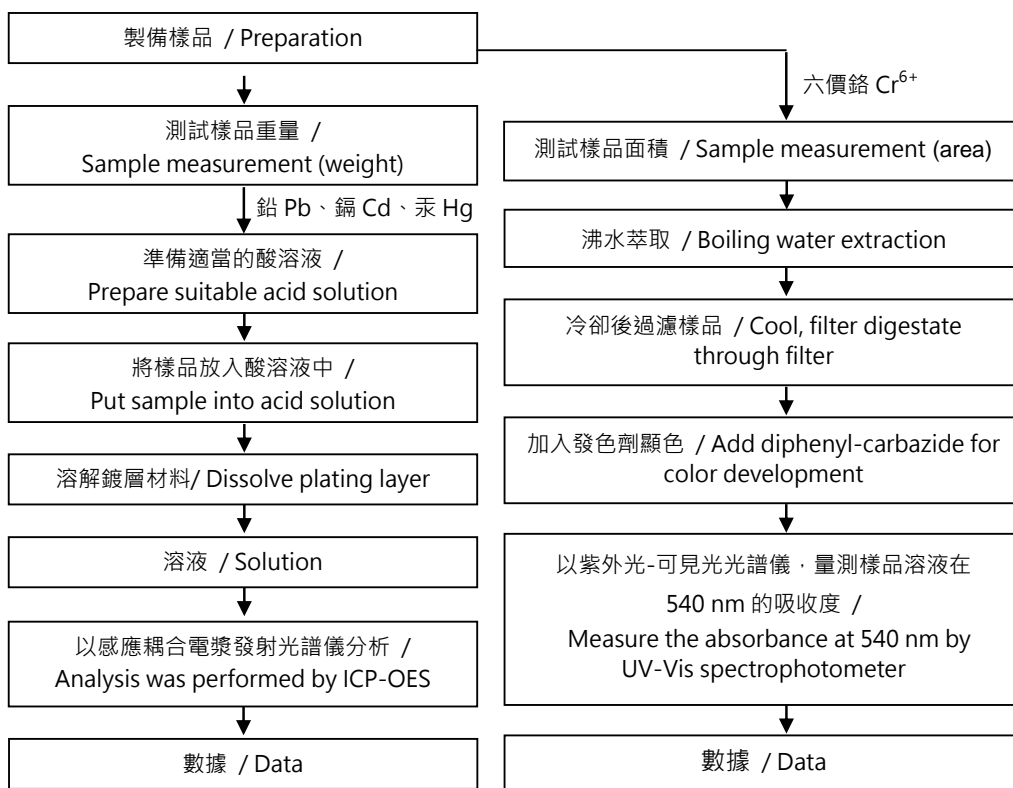 製備樣品 / Preparation
測試樣品重量 /
Sample measurement (weight)
鉛 Pb、鎘 Cd、汞 Hg
準備適當的酸溶液 /
Prepare suitable acid solution
將樣品放入酸溶液中 /
Put sample into acid solution
溶解鍍層材料/ Dissolve plating layer
溶液 / Solution
以感應耦合電漿發射光譜儀分析 /
Analysis was performed by ICP-OES
數據 / Data
六價鉻 Cr⁶⁺
測試樣品面積 / Sample measurement (area)
沸水萃取 / Boiling water extraction
冷卻後過濾樣品 / Cool, filter digestate
through filter
加入發色劑顯色 / Add diphenyl-carbazide for
color development
以紫外光-可見光光譜儀，量測樣品溶液在
540 nm 的吸收度 /
Measure the absorbance at 540 nm by
UV-Vis spectrophotometer
數據 / Data